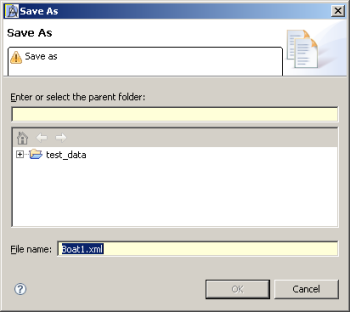 Save As
Save As
Save as
Enter or select the parent folder:
test_data
File name: Boat1.xml
OK Cancel